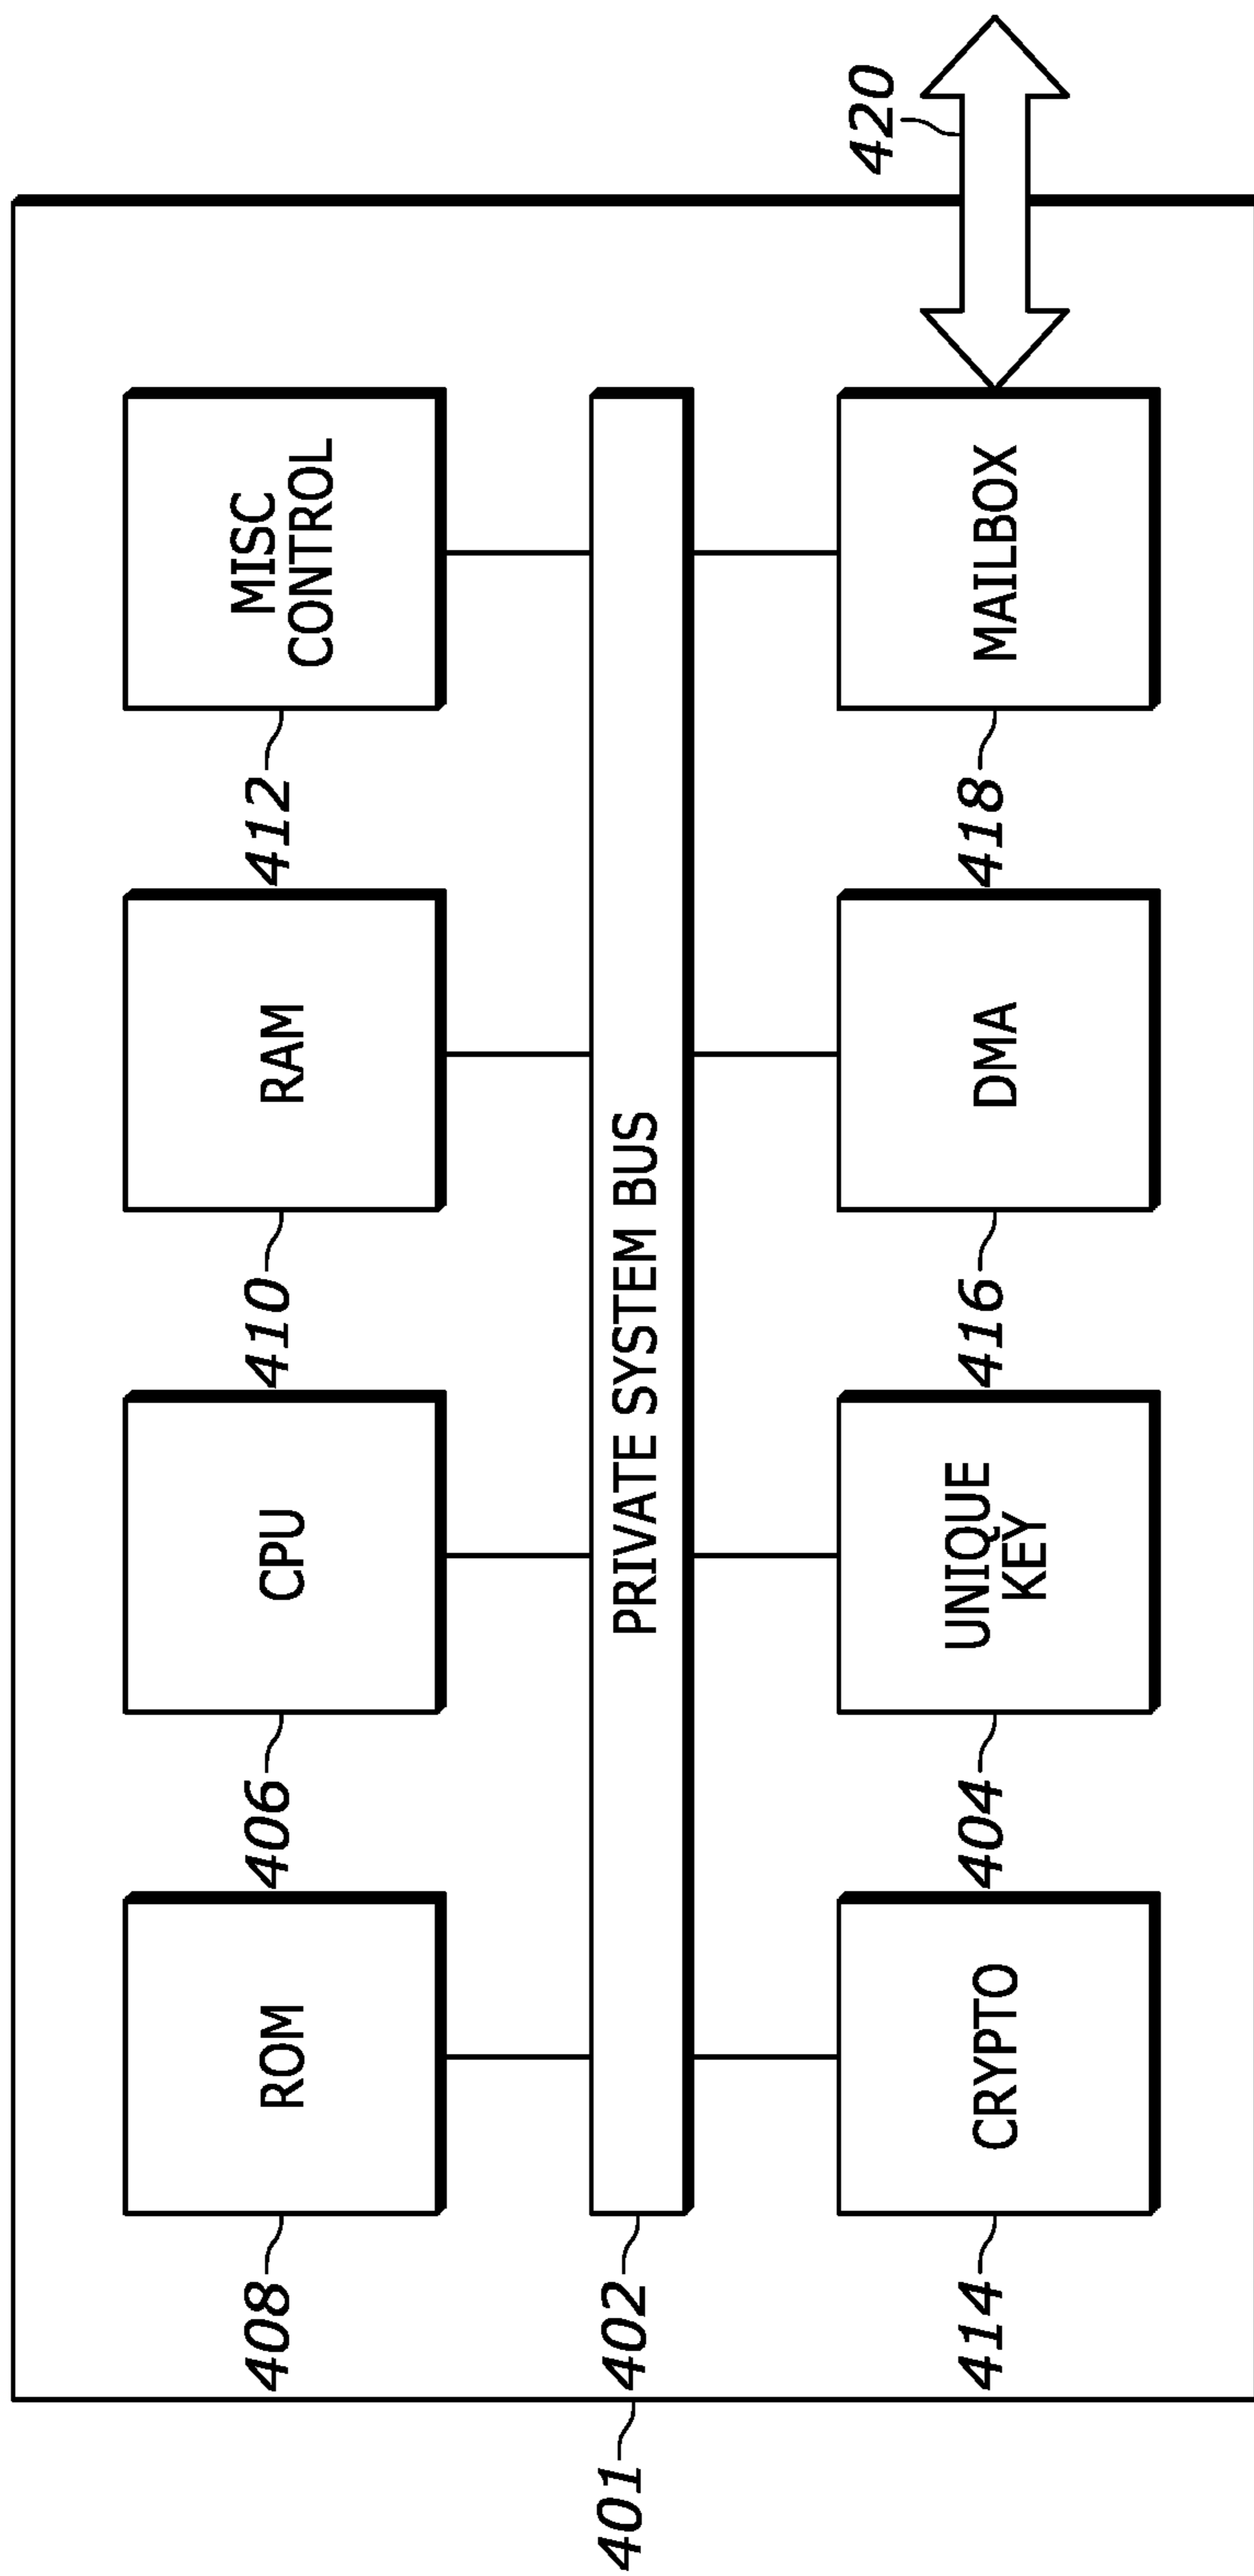 420
ROM
CPU
RAM
MISC
CONTROL
408
406
410
412
PRIVATE SYSTEM BUS
402
401
CRYPTO
UNIQUE
KEY
DMA
MAILBOX
414
404
416
418